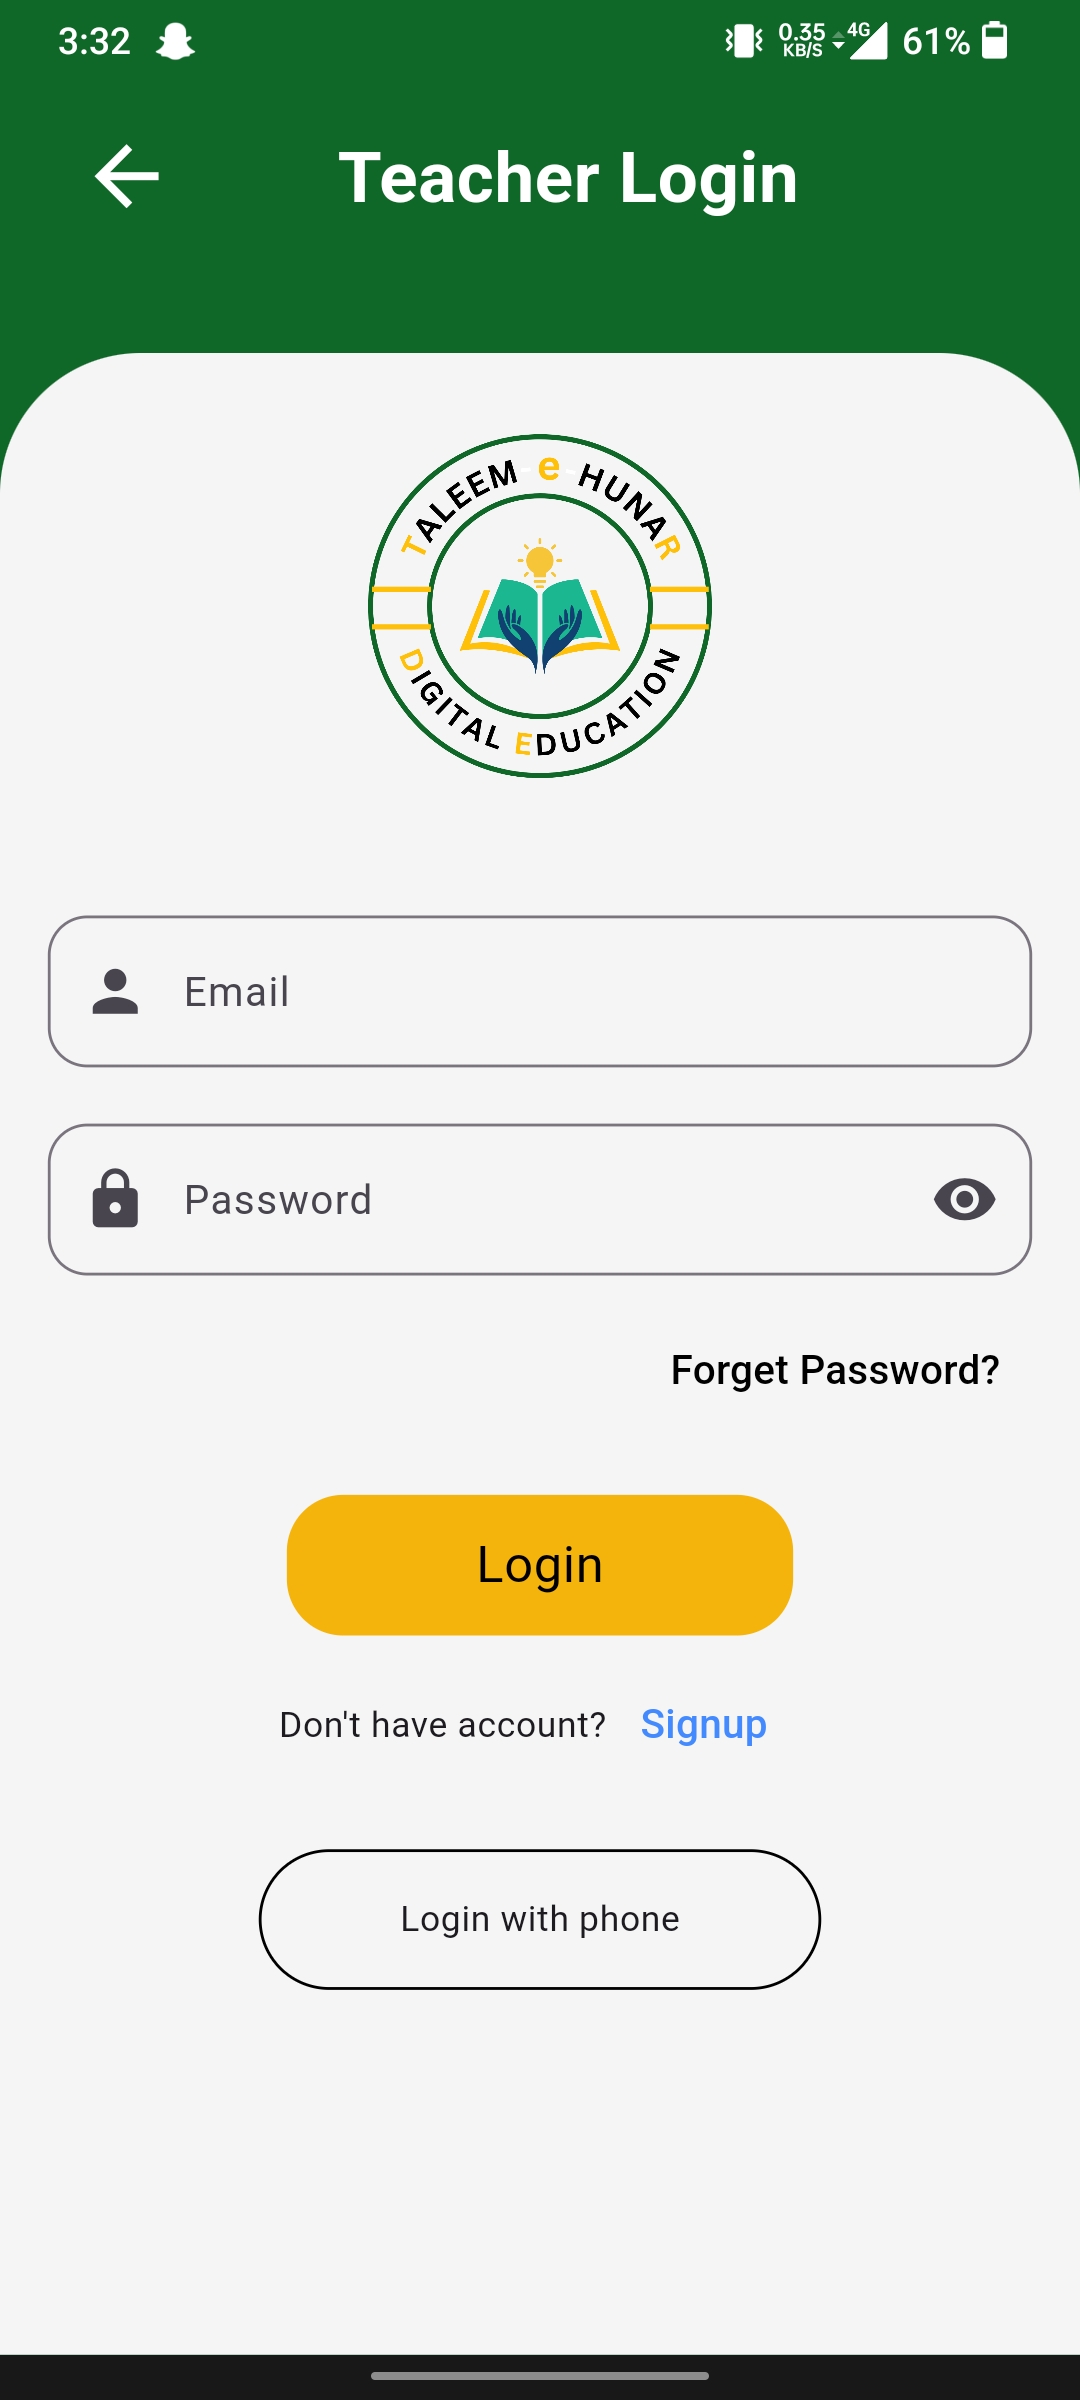 3:32 0.35 KB/S 4G 61%
Teacher Login
TALEEM-e-HUNAR
DIGITAL EDUCATION
Email
Password
Forget Password?
Login
Don't have account? Signup
Login with phone